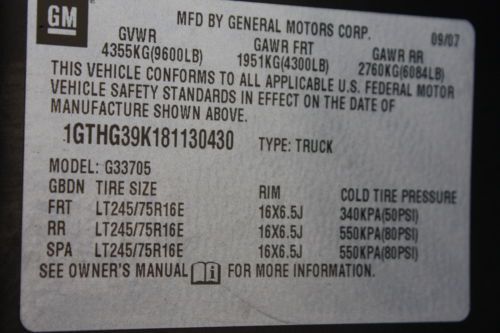 GM
MFD BY GENERAL MOTORS CORP.
09/07
GVWR GAWR FRT GAWR RR
4355KG(9600LB) 1951KG(4300LB) 2760KG(6084LB)
THIS VEHICLE CONFORMS TO ALL APPLICABLE U.S. FEDERAL MOTOR
VEHICLE SAFETY STANDARDS IN EFFECT ON THE DATE OF
MANUFACTURE SHOWN ABOVE.
1GTHG39K181130430 TYPE: TRUCK
MODEL: G33705
GBDN TIRE SIZE RIM COLD TIRE PRESSURE
FRT LT245/75R16E 16X6.5J 340KPA(50PSI)
RR LT245/75R16E 16X6.5J 550KPA(80PSI)
SPA LT245/75R16E 16X6.5J 550KPA(80PSI)
SEE OWNER'S MANUAL FOR MORE INFORMATION.